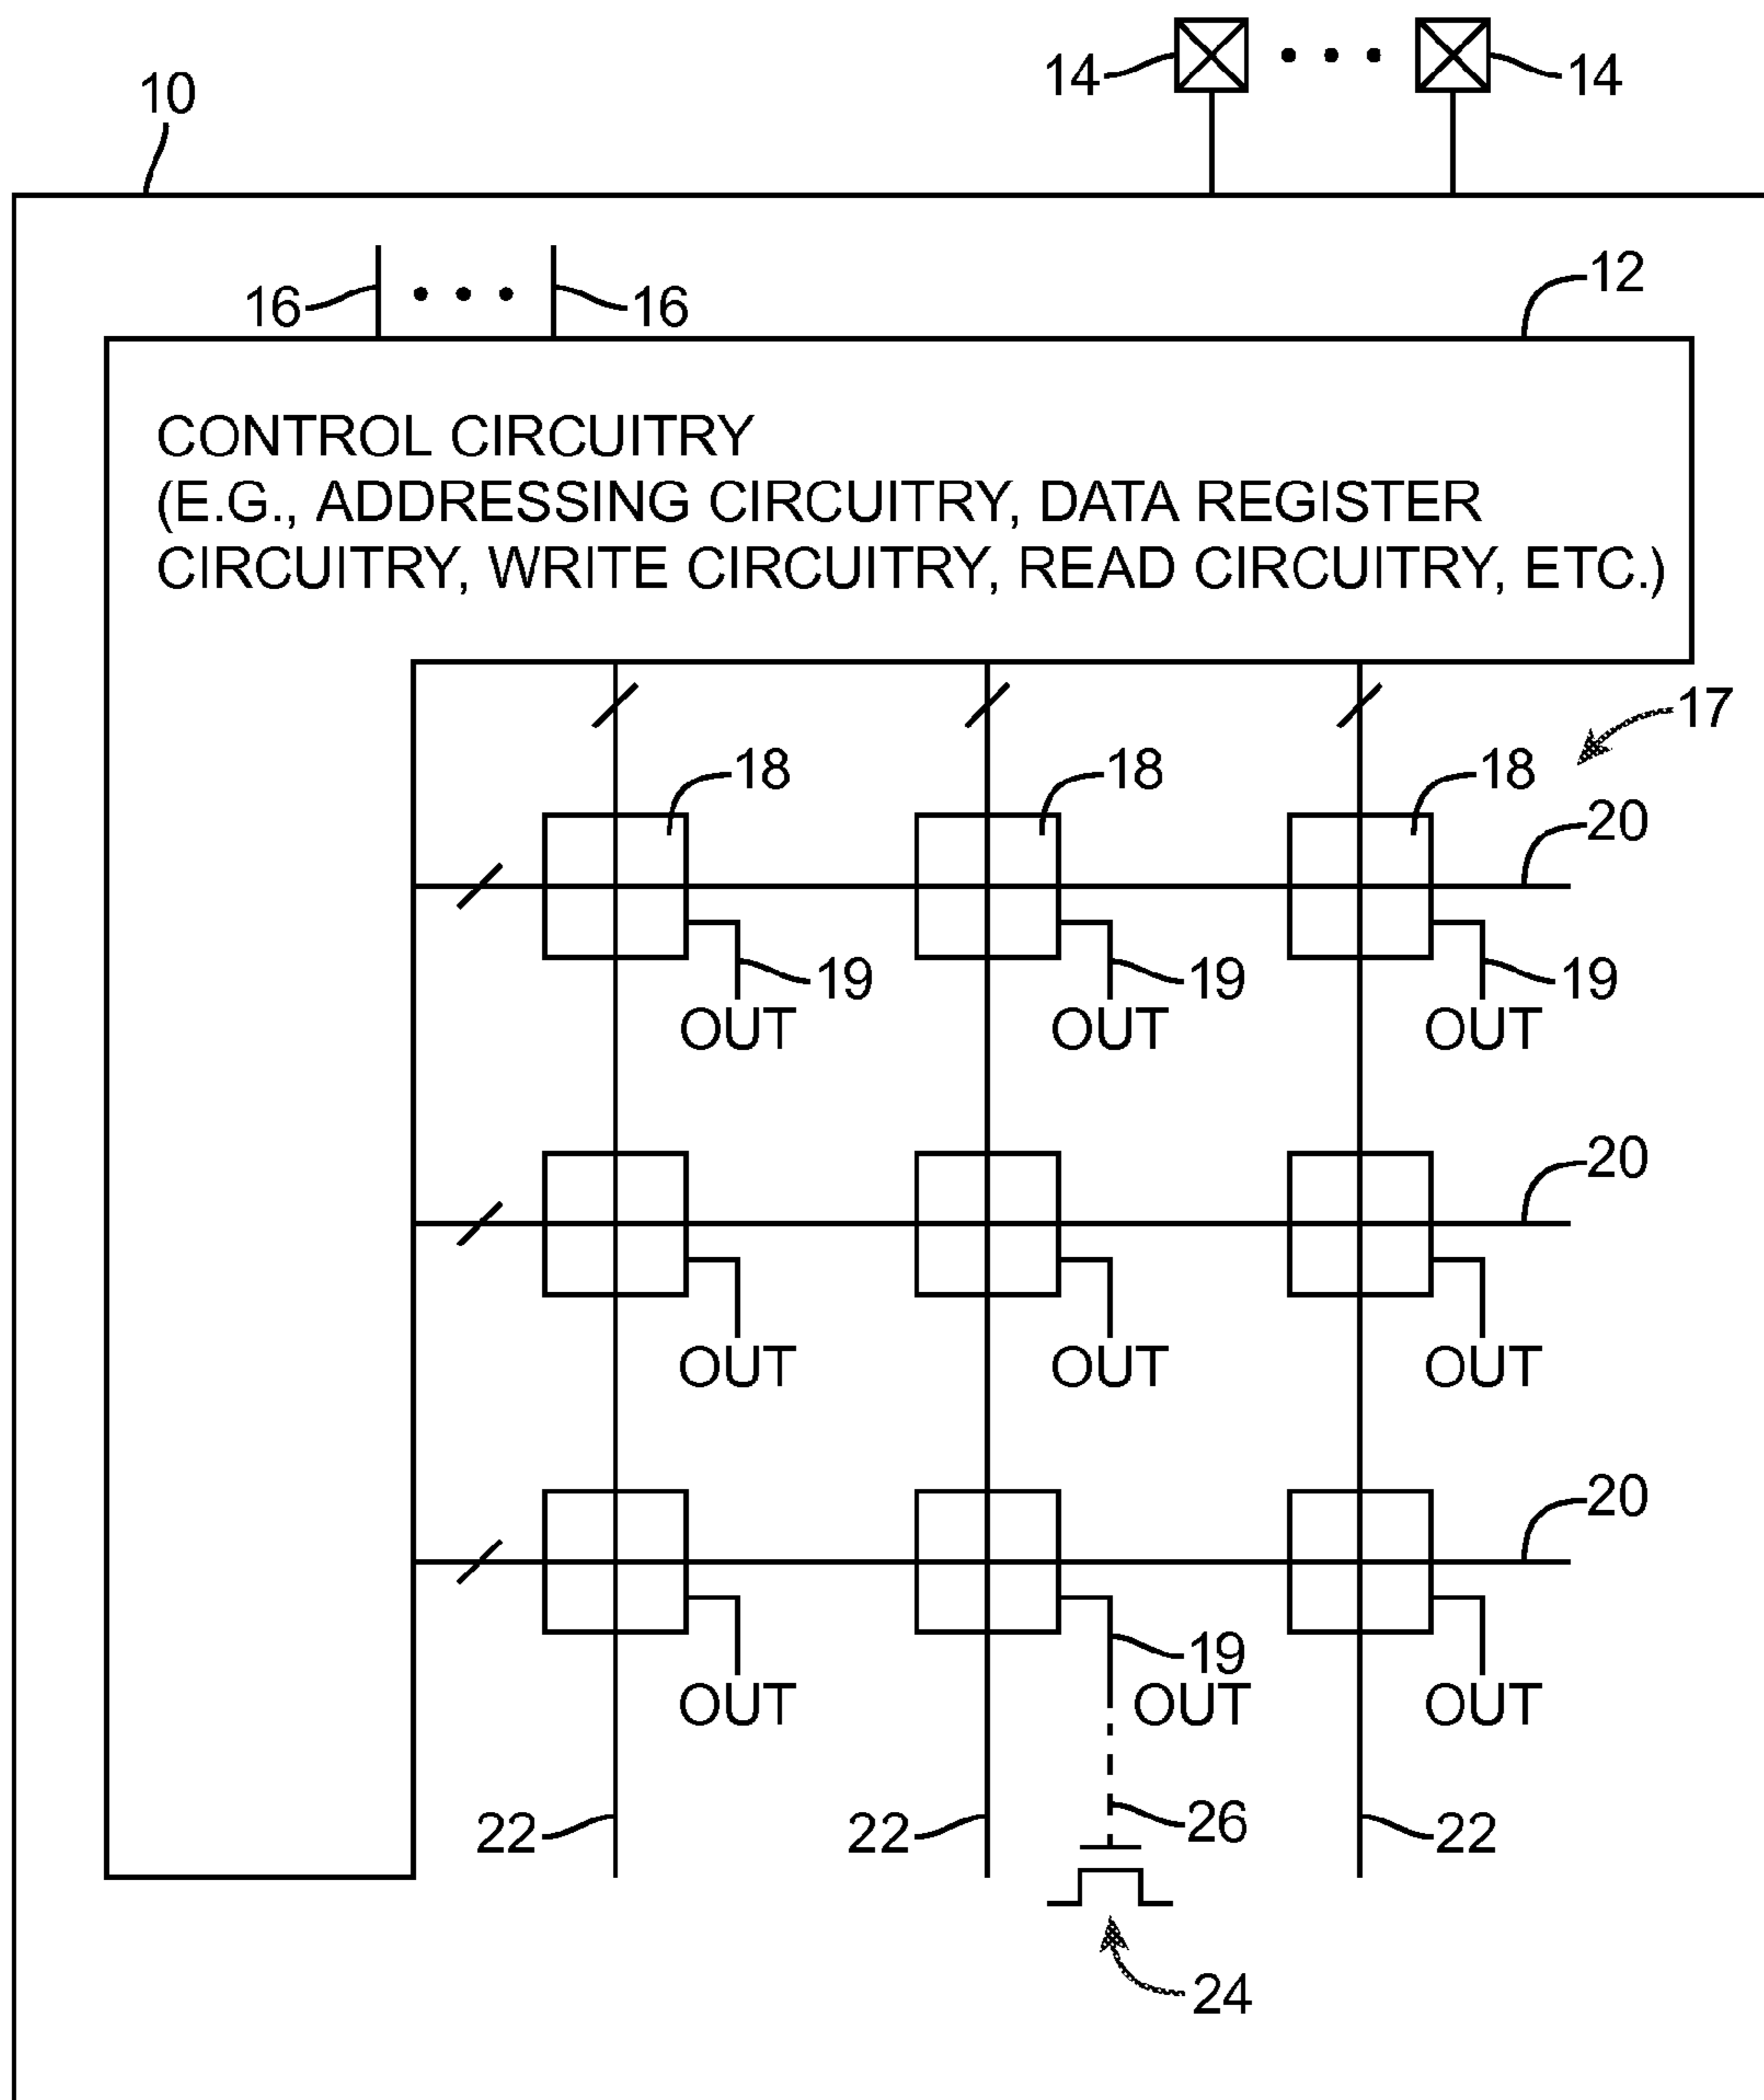 14 14
10
12
16 16
CONTROL CIRCUITRY
(E.G., ADDRESSING CIRCUITRY, DATA REGISTER
CIRCUITRY, WRITE CIRCUITRY, READ CIRCUITRY, ETC.)
17
18 18 18
20
19 19 19
OUT OUT OUT
20
OUT OUT OUT
20
19
OUT OUT OUT
22 22 26 22
24